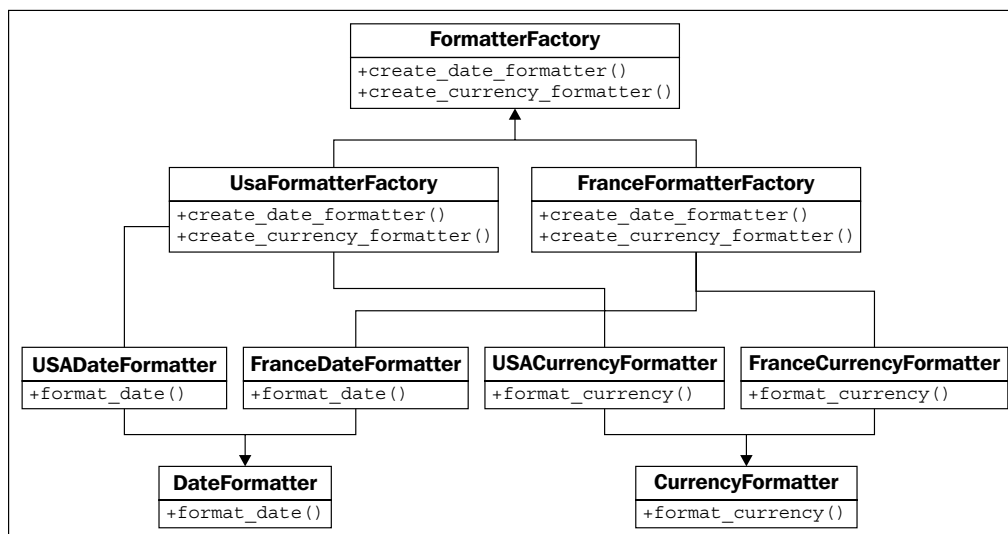 FormatterFactory
+create_date_formatter()
+create_currency_formatter()
UsaFormatterFactory
+create_date_formatter()
+create_currency_formatter()
FranceFormatterFactory
+create_date_formatter()
+create_currency_formatter()
USADateFormatter
+format_date()
FranceDateFormatter
+format_date()
USACurrencyFormatter
+format_currency()
FranceCurrencyFormatter
+format_currency()
DateFormatter
+format_date()
CurrencyFormatter
+format_currency()